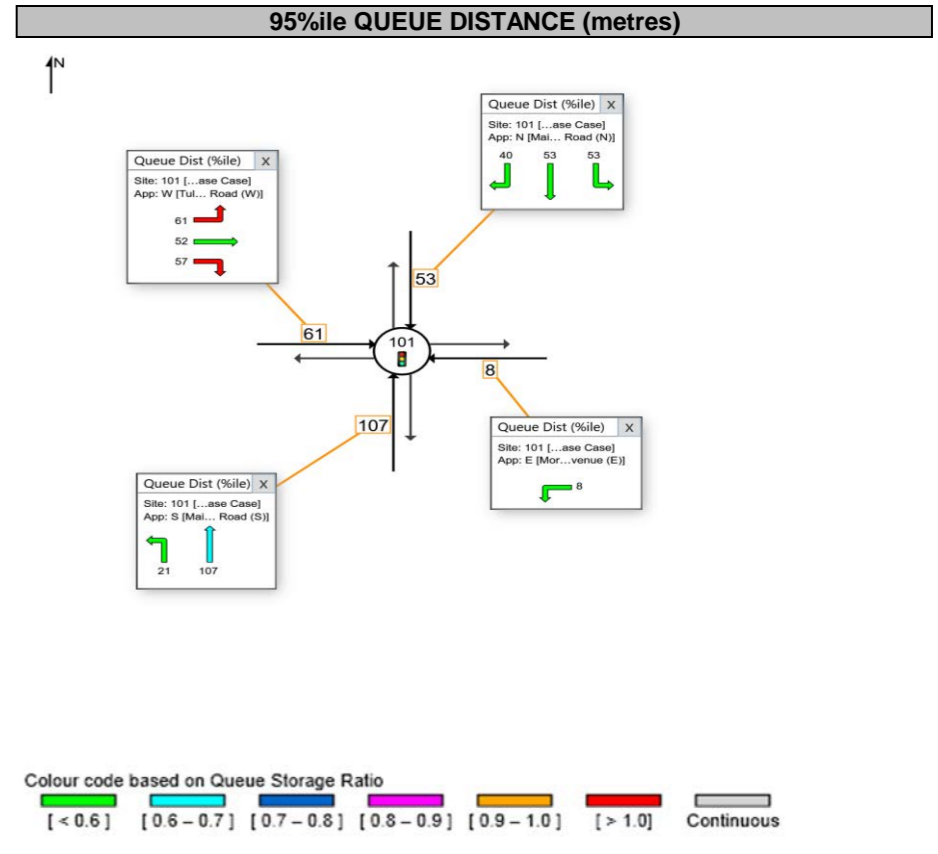 95%ile QUEUE DISTANCE (metres)
N
Queue Dist (%ile) X
Site: 101 [...ase Case]
App: N [Mai... Road (N)]
40 53 53
Queue Dist (%ile) X
Site: 101 [...ase Case]
App: W [Tul... Road (W)]
61
52
57
53
61
101
8
107
Queue Dist (%ile) X
Site: 101 [...ase Case]
App: E [Mor...venue (E)]
8
Queue Dist (%ile) X
Site: 101 [...ase Case]
App: S [Mai... Road (S)]
21 107
Colour code based on Queue Storage Ratio
[ < 0.6 ] [ 0.6 – 0.7 ] [ 0.7 – 0.8 ] [ 0.8 – 0.9 ] [ 0.9 – 1.0 ] [ > 1.0] Continuous